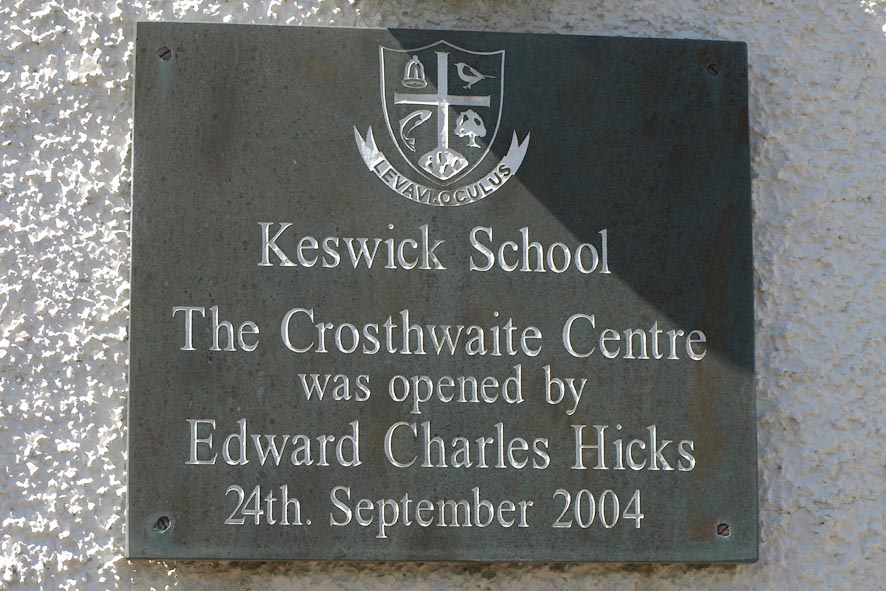 LEVAVI OCULUS
Keswick School
The Crosthwaite Centre
was opened by
Edward Charles Hicks
24th. September 2004